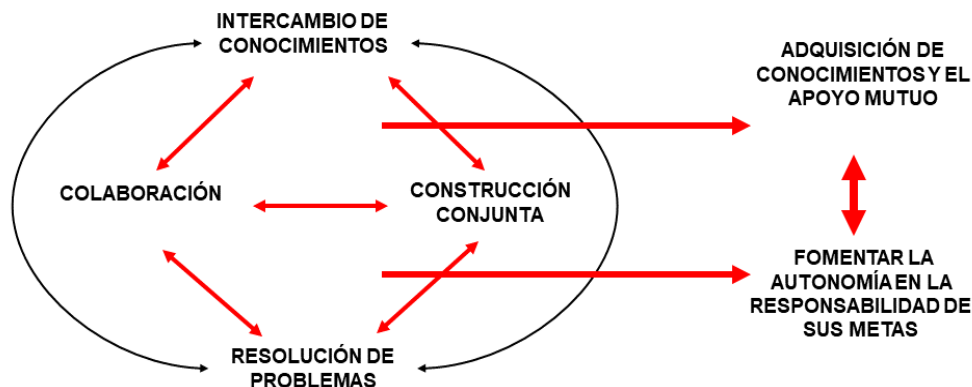 INTERCAMBIO DE
CONOCIMIENTOS
ADQUISICIÓN DE
CONOCIMIENTOS Y EL
APOYO MUTUO
COLABORACIÓN
CONSTRUCCIÓN
CONJUNTA
FOMENTAR LA
AUTONOMÍA EN LA
RESPONSABILIDAD DE
SUS METAS
RESOLUCIÓN DE
PROBLEMAS